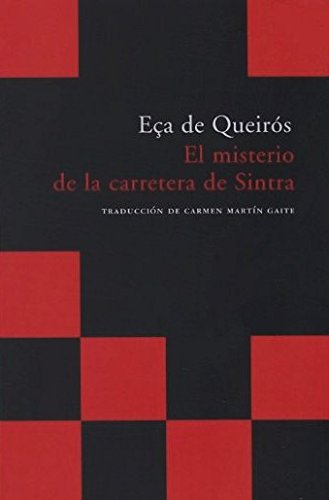 Eça de Queirós
El misterio
de la carretera de Sintra
TRADUCCIÓN DE CARMEN MARTÍN GAITE